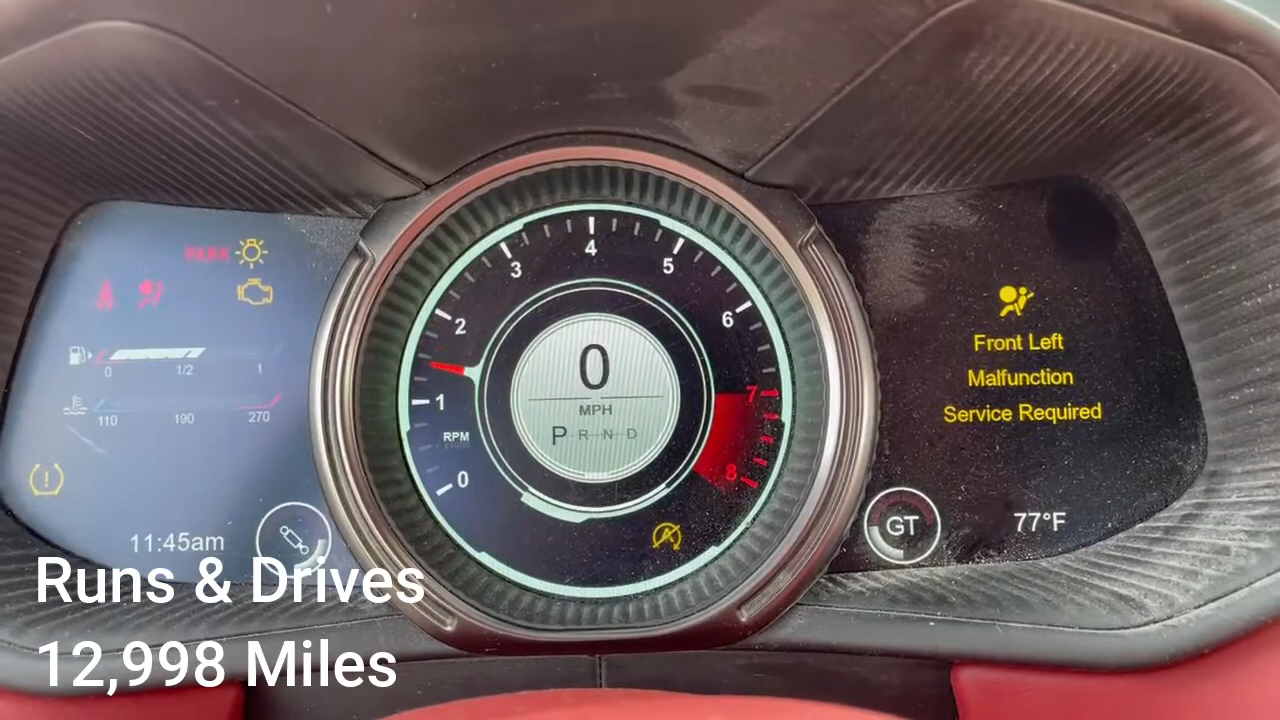 PARK
0 1/2 1
110 190 270
11:45am
0
1
2
3
4
5
6
7
8
RPM
0
MPH
P R N D
Front Left
Malfunction
Service Required
GT
77°F
Runs & Drives
12,998 Miles